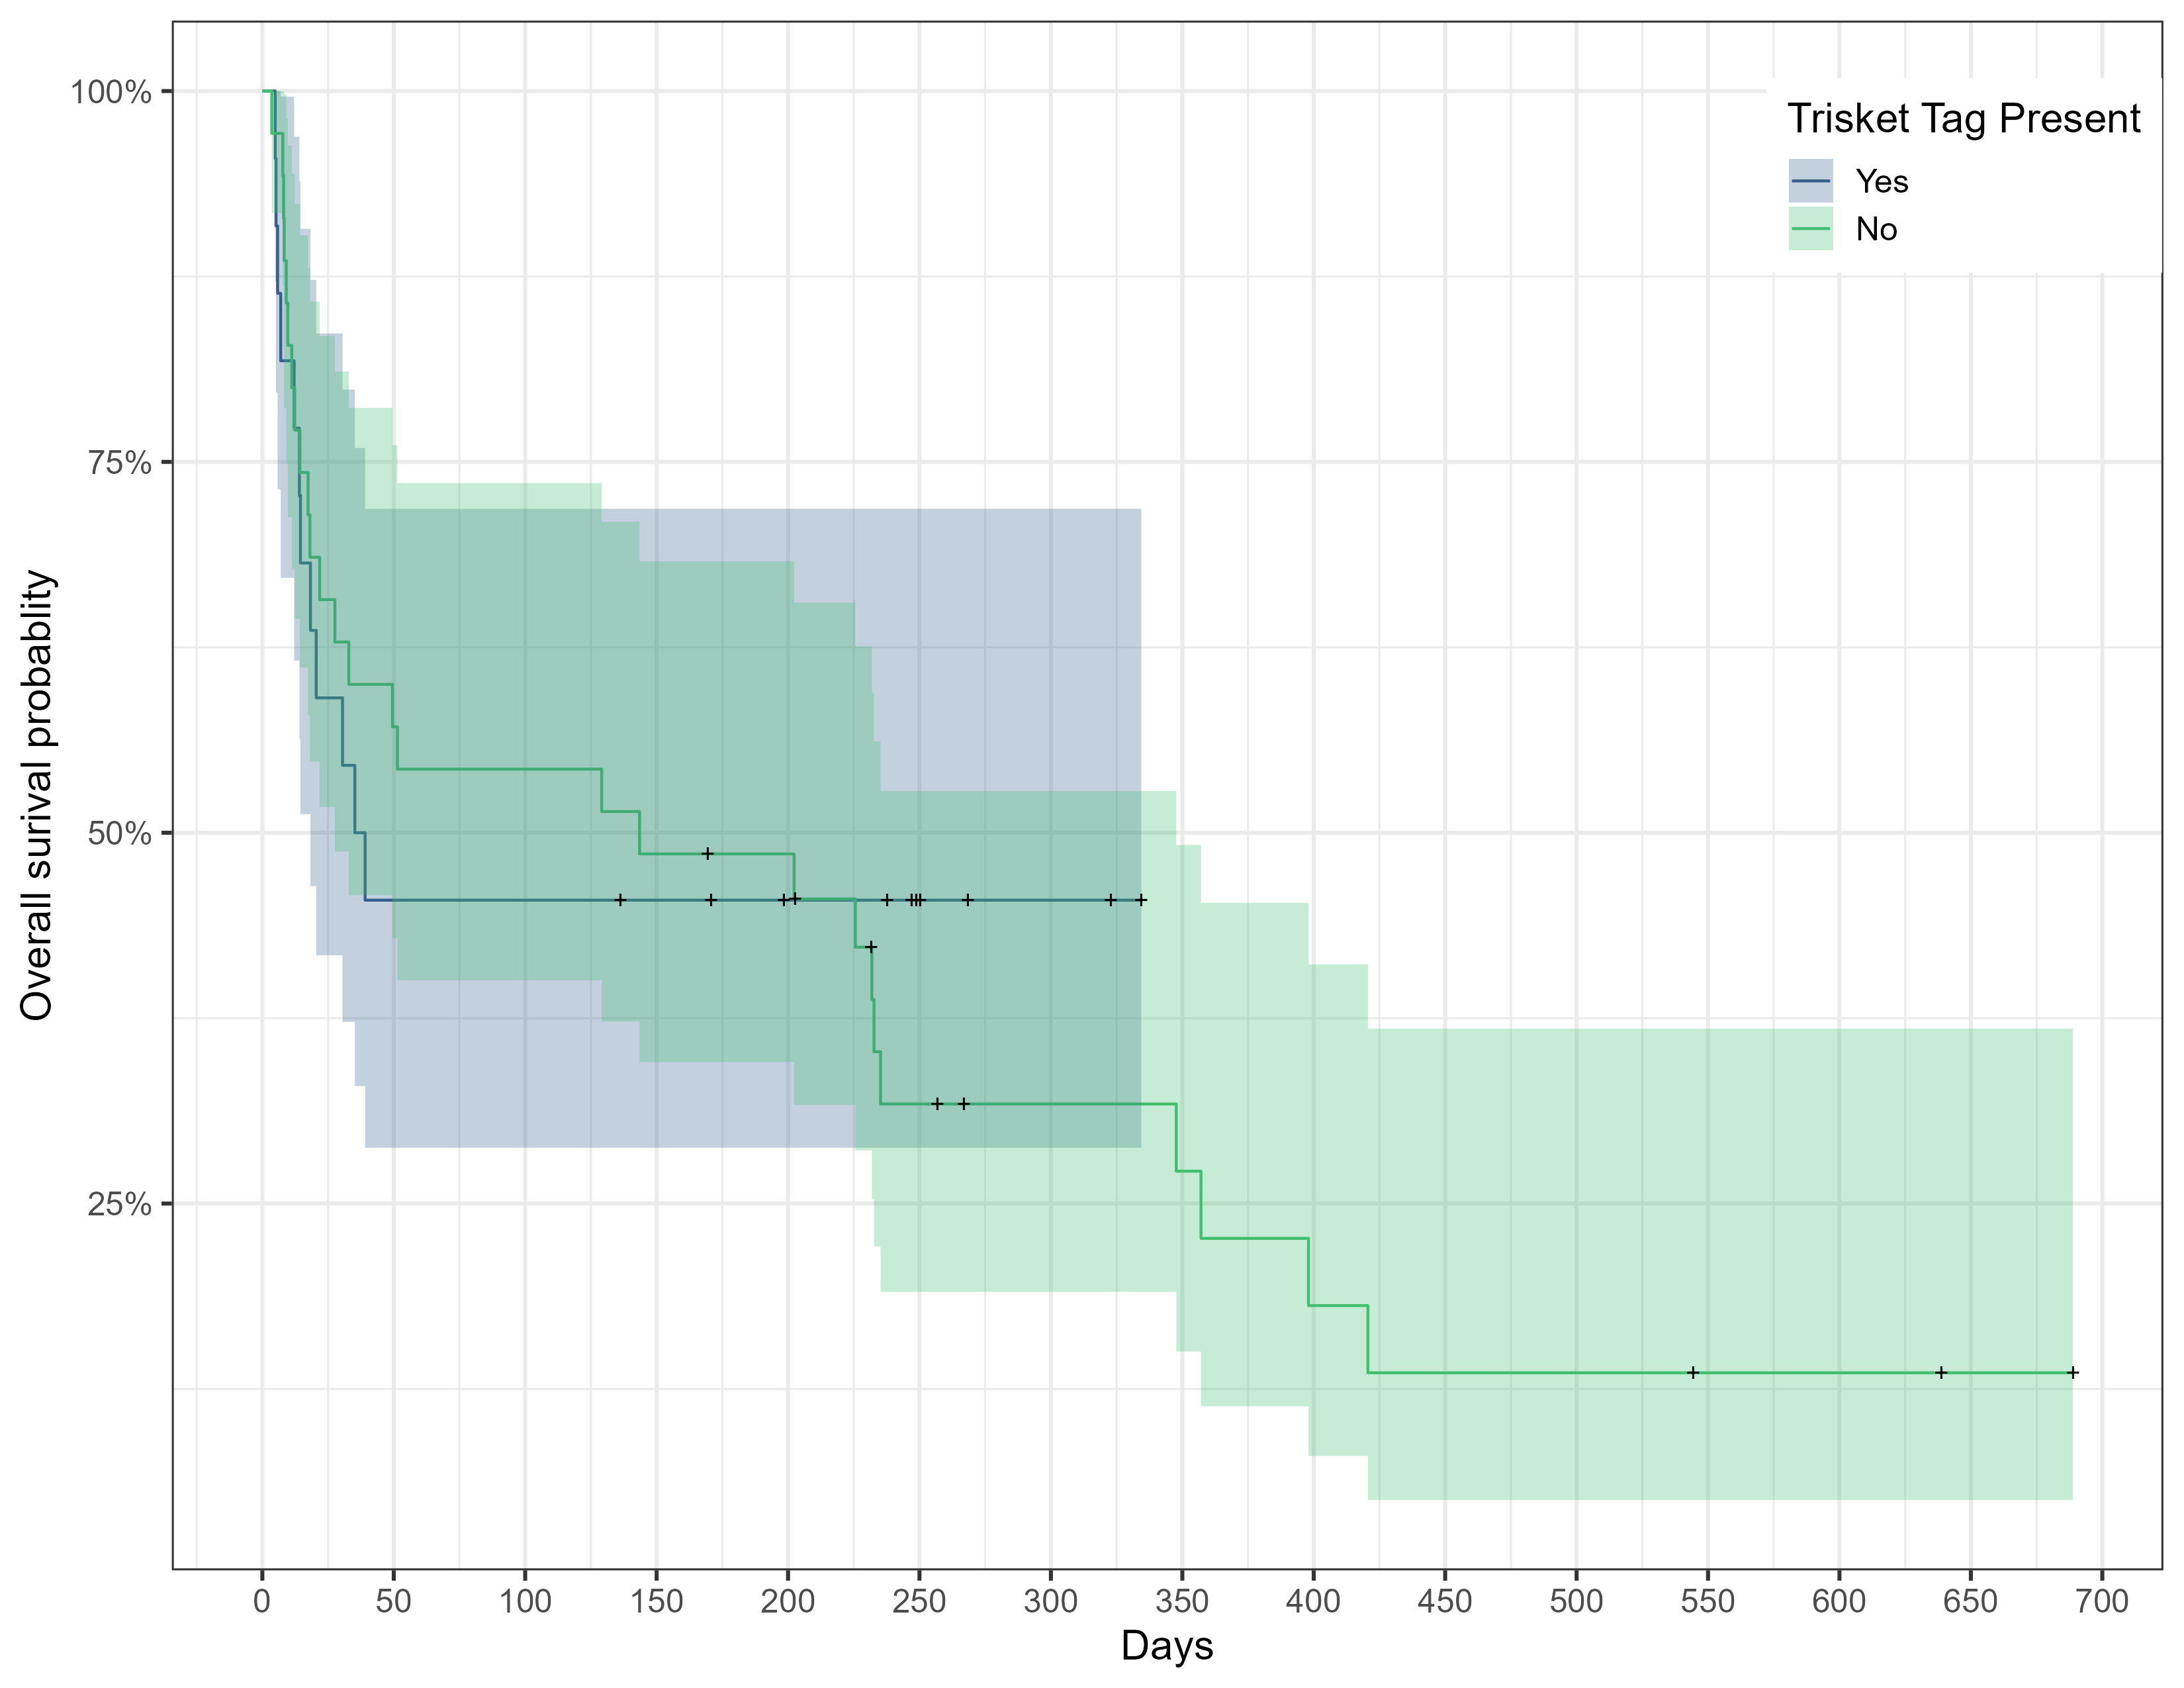 100%
75%
50%
25%
Overall surival probablity
Trisket Tag Present
Yes
No
0 50 100 150 200 250 300 350 400 450 500 550 600 650 700
Days